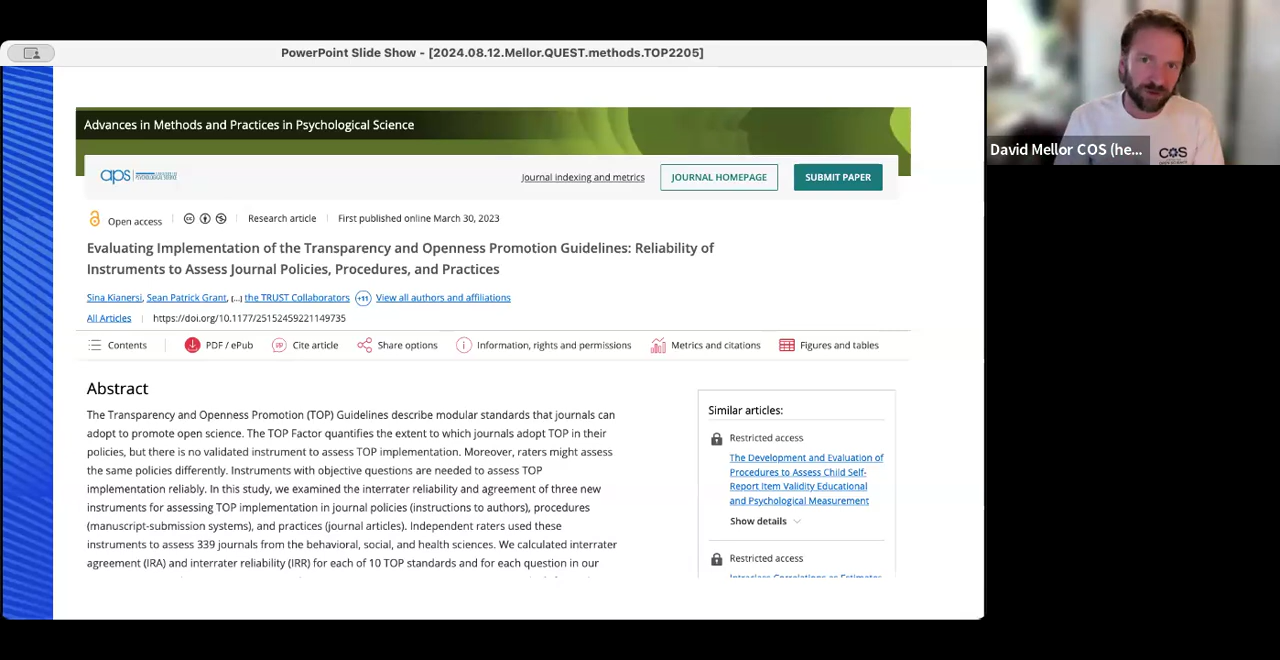 PowerPoint Slide Show - [2024.08.12.Mellor.QUEST.methods.TOP2205]
David Mellor COS (he...
COS
Advances in Methods and Practices in Psychological Science
aps
Journal indexing and metrics
JOURNAL HOMEPAGE
SUBMIT PAPER
Open access
Research article
First published online March 30, 2023
Evaluating Implementation of the Transparency and Openness Promotion Guidelines: Reliability of
Instruments to Assess Journal Policies, Procedures, and Practices
Sina Kianersi, Sean Patrick Grant, [...] the TRUST Collaborators +11 View all authors and affiliations
All Articles
https://doi.org/10.1177/25152459221149735
Contents
PDF / ePub
Cite article
Share options
Information, rights and permissions
Metrics and citations
Figures and tables
Abstract
The Transparency and Openness Promotion (TOP) Guidelines describe modular standards that journals can
adopt to promote open science. The TOP Factor quantifies the extent to which journals adopt TOP in their
policies, but there is no validated instrument to assess TOP implementation. Moreover, raters might assess
the same policies differently. Instruments with objective questions are needed to assess TOP
implementation reliably. In this study, we examined the interrater reliability and agreement of three new
instruments for assessing TOP implementation in journal policies (instructions to authors), procedures
(manuscript-submission systems), and practices (journal articles). Independent raters used these
instruments to assess 339 journals from the behavioral, social, and health sciences. We calculated interrater
agreement (IRA) and interrater reliability (IRR) for each of 10 TOP standards and for each question in our
Similar articles:
Restricted access
The Development and Evaluation of
Procedures to Assess Child Self-
Report Item Validity Educational
and Psychological Measurement
Show details
Restricted access